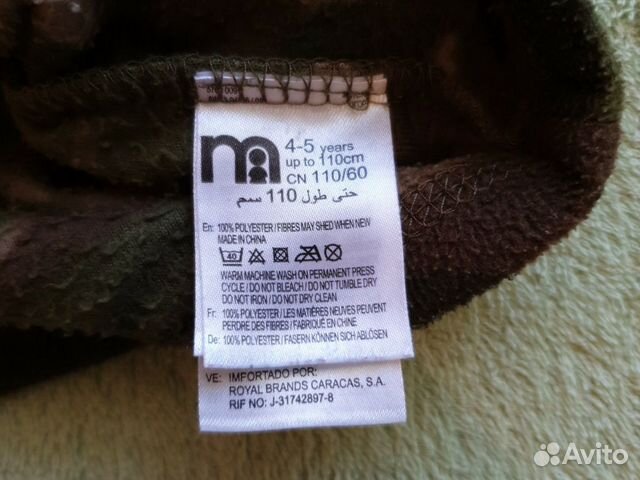 4-5 years
up to 110cm
CN 110/60
حتى طول 110 سم
En: 100% POLYESTER / FIBRES MAY SHED WHEN NEW
MADE IN CHINA
40
WARM MACHINE WASH ON PERMANENT PRESS
CYCLE / DO NOT BLEACH / DO NOT TUMBLE DRY
DO NOT IRON / DO NOT DRY CLEAN
Fr: 100% POLYESTER / LES MATIÈRES NEUVES PEUVENT
PERDRE DES FIBRES / FABRIQUÉ EN CHINE
De: 100% POLYESTER / FASERN KÖNNEN SICH ABLÖSEN
VE: IMPORTADO POR:
ROYAL BRANDS CARACAS, S.A.
RIF NO: J-31742897-8
Avito